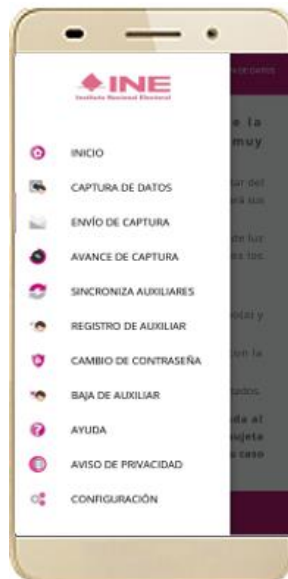 INE
Instituto Nacional Electoral
INICIO
CAPTURA DE DATOS
ENVÍO DE CAPTURA
AVANCE DE CAPTURA
SINCRONIZA AUXILIARES
REGISTRO DE AUXILIAR
CAMBIO DE CONTRASEÑA
BAJA DE AUXILIAR
AYUDA
AVISO DE PRIVACIDAD
CONFIGURACIÓN